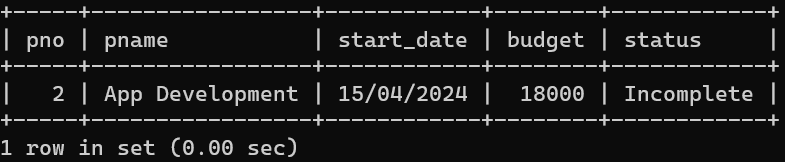 +-----+-----------------+------------+--------+------------+
| pno | pname           | start_date | budget | status     |
+-----+-----------------+------------+--------+------------+
|   2 | App Development | 15/04/2024 |  18000 | Incomplete |
+-----+-----------------+------------+--------+------------+
1 row in set (0.00 sec)